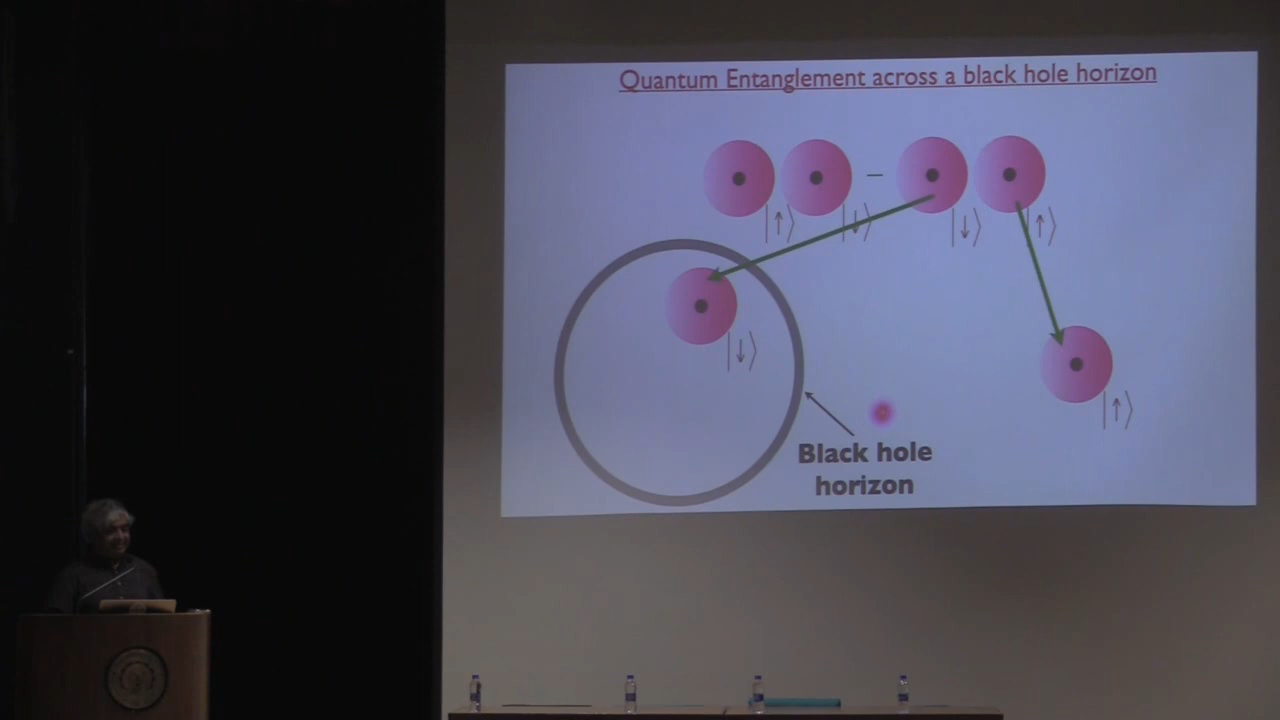 Quantum Entanglement across a black hole horizon
|↑⟩ |↓⟩ − |↓⟩ |↑⟩
|↓⟩
|↑⟩
Black hole
horizon